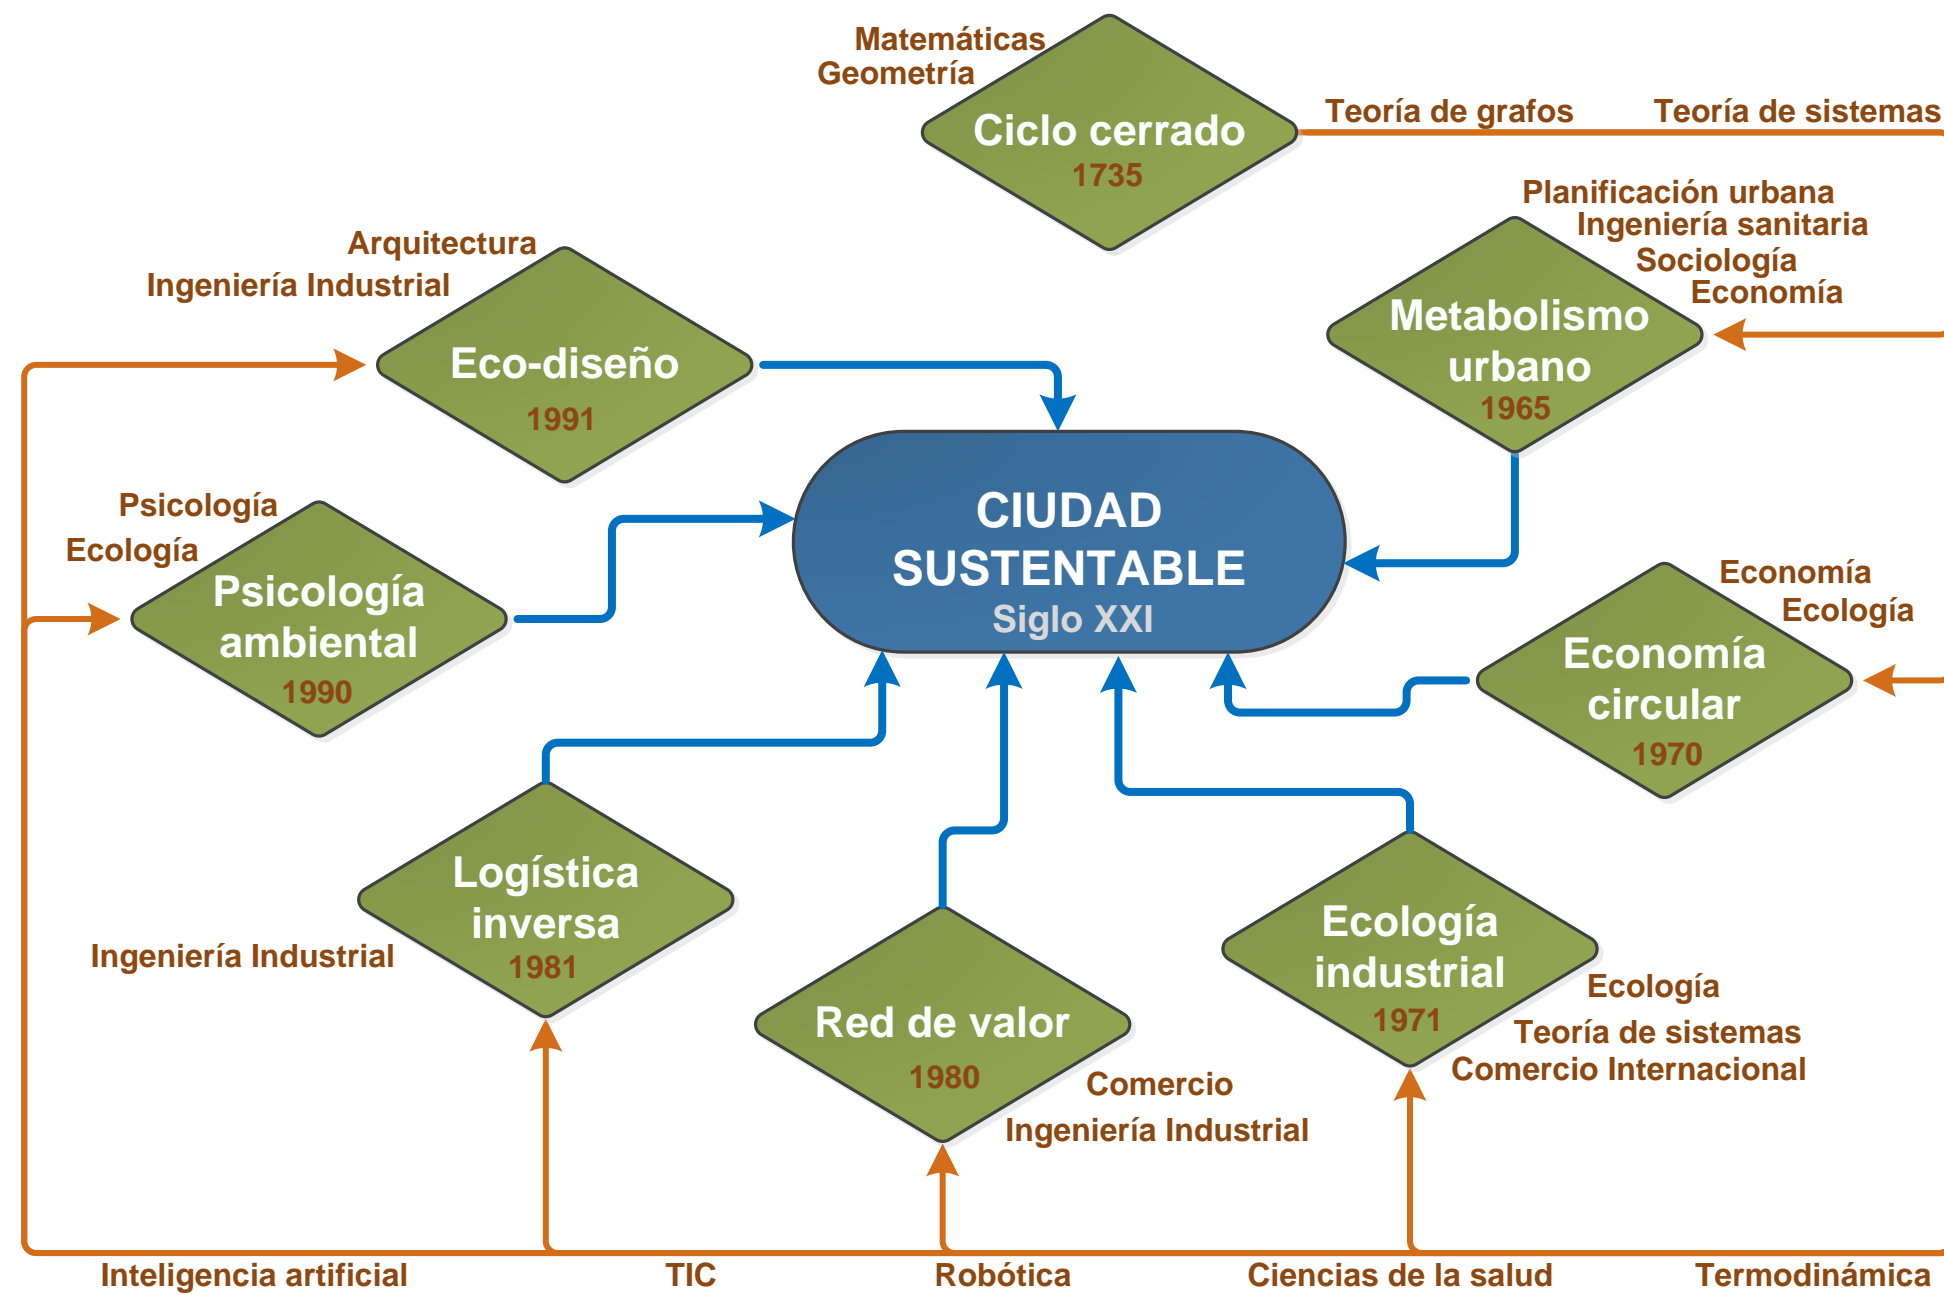 Matemáticas
Geometría
Ciclo cerrado
1735
Teoría de grafos
Teoría de sistemas
Planificación urbana
Ingeniería sanitaria
Sociología
Economía
Metabolismo
urbano
1965
Arquitectura
Ingeniería Industrial
Eco-diseño
1991
CIUDAD
SUSTENTABLE
Siglo XXI
Psicología
Ecología
Psicología
ambiental
1990
Economía
Ecología
Economía
circular
1970
Logística
inversa
1981
Ingeniería Industrial
Red de valor
1980
Comercio
Ingeniería Industrial
Ecología
industrial
1971
Ecología
Teoría de sistemas
Comercio Internacional
Inteligencia artificial
TIC
Robótica
Ciencias de la salud
Termodinámica